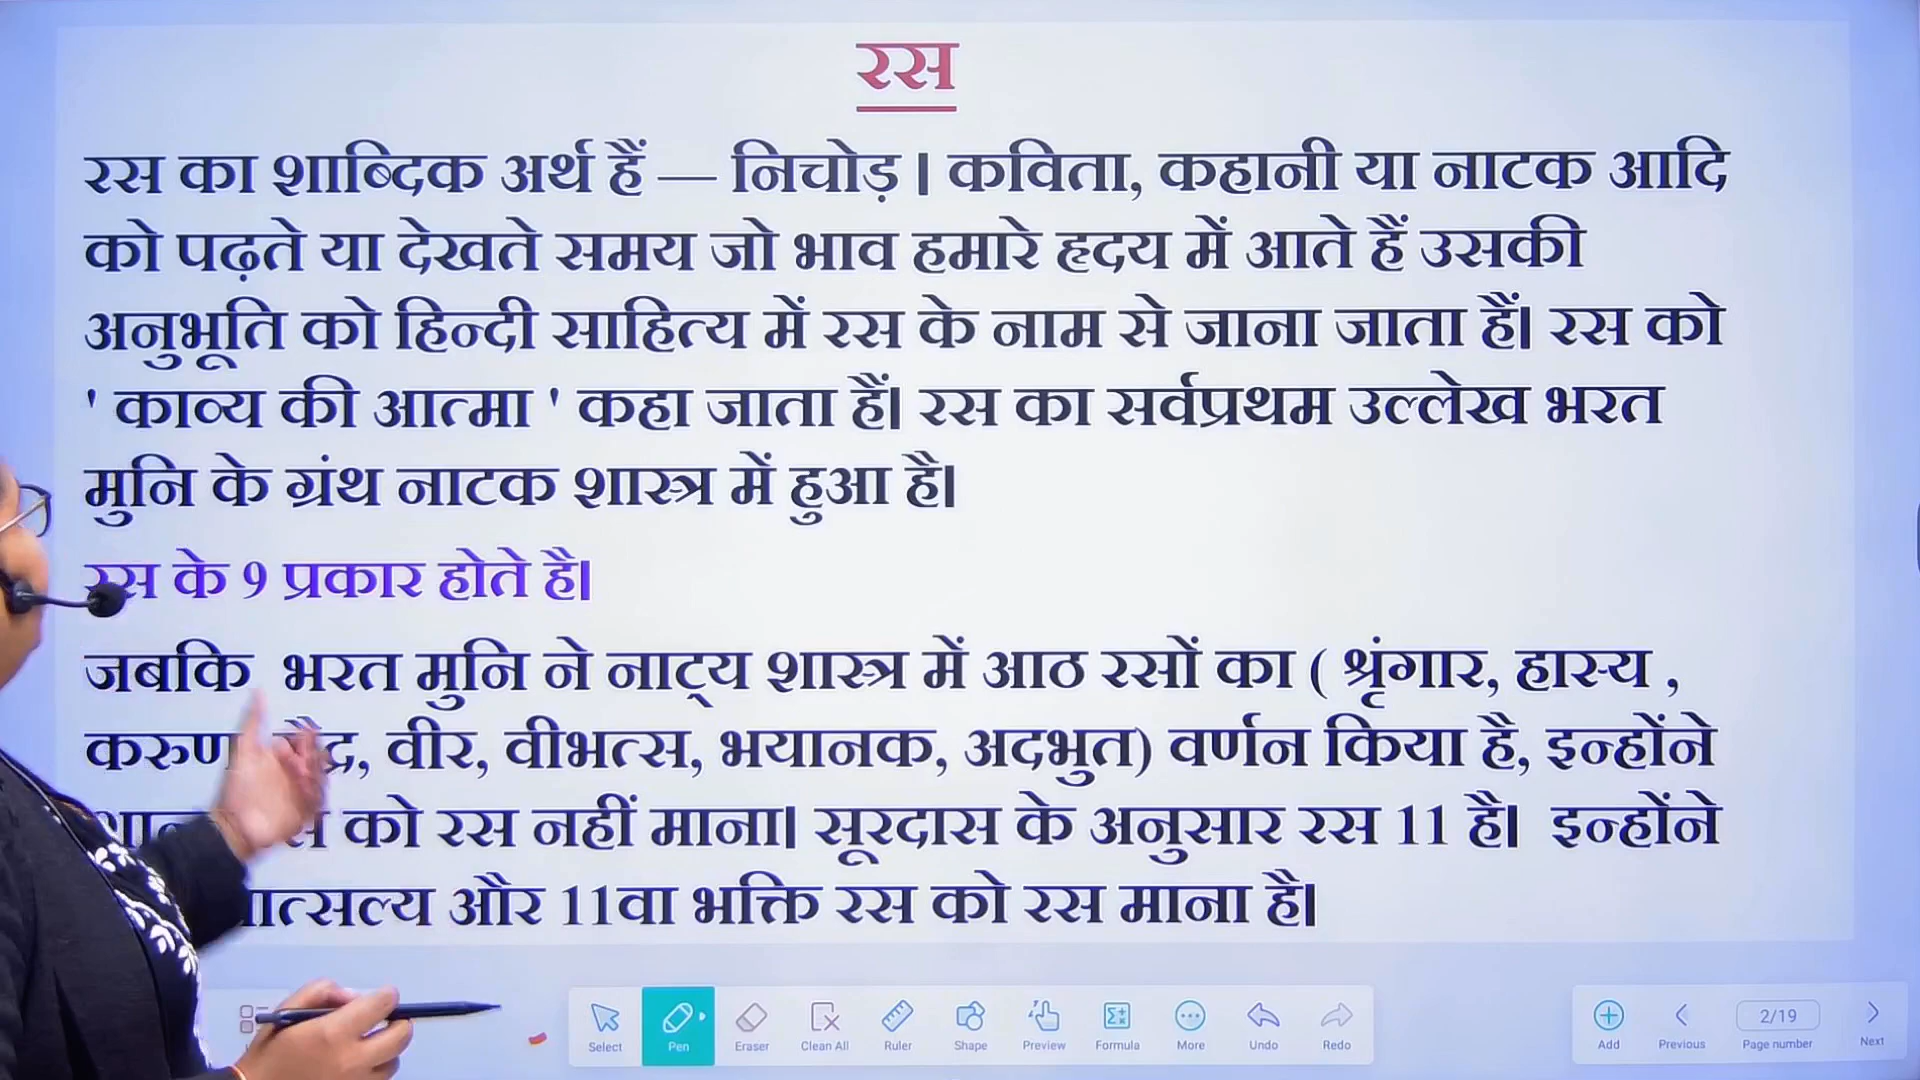 रस
रस का शाब्दिक अर्थ हैं — निचोड़ | कविता, कहानी या नाटक आदि
को पढ़ते या देखते समय जो भाव हमारे हृदय में आते हैं उसकी
अनुभूति को हिन्दी साहित्य में रस के नाम से जाना जाता हैं| रस को
' काव्य की आत्मा ' कहा जाता हैं| रस का सर्वप्रथम उल्लेख भरत
मुनि के ग्रंथ नाटक शास्त्र में हुआ है|
रस के 9 प्रकार होते है|
जबकि भरत मुनि ने नाट्य शास्त्र में आठ रसों का ( श्रृंगार, हास्य ,
करुण वीर, वीभत्स, भयानक, अदभुत) वर्णन किया है, इन्होंने
को रस नहीं माना| सूरदास के अनुसार रस 11 है| इन्होंने
और 11वा भक्ति रस को रस माना है|
Select Pen Eraser Clean All Ruler Shape Preview Formula More Undo Redo Add Previous 2/19 Page number Next